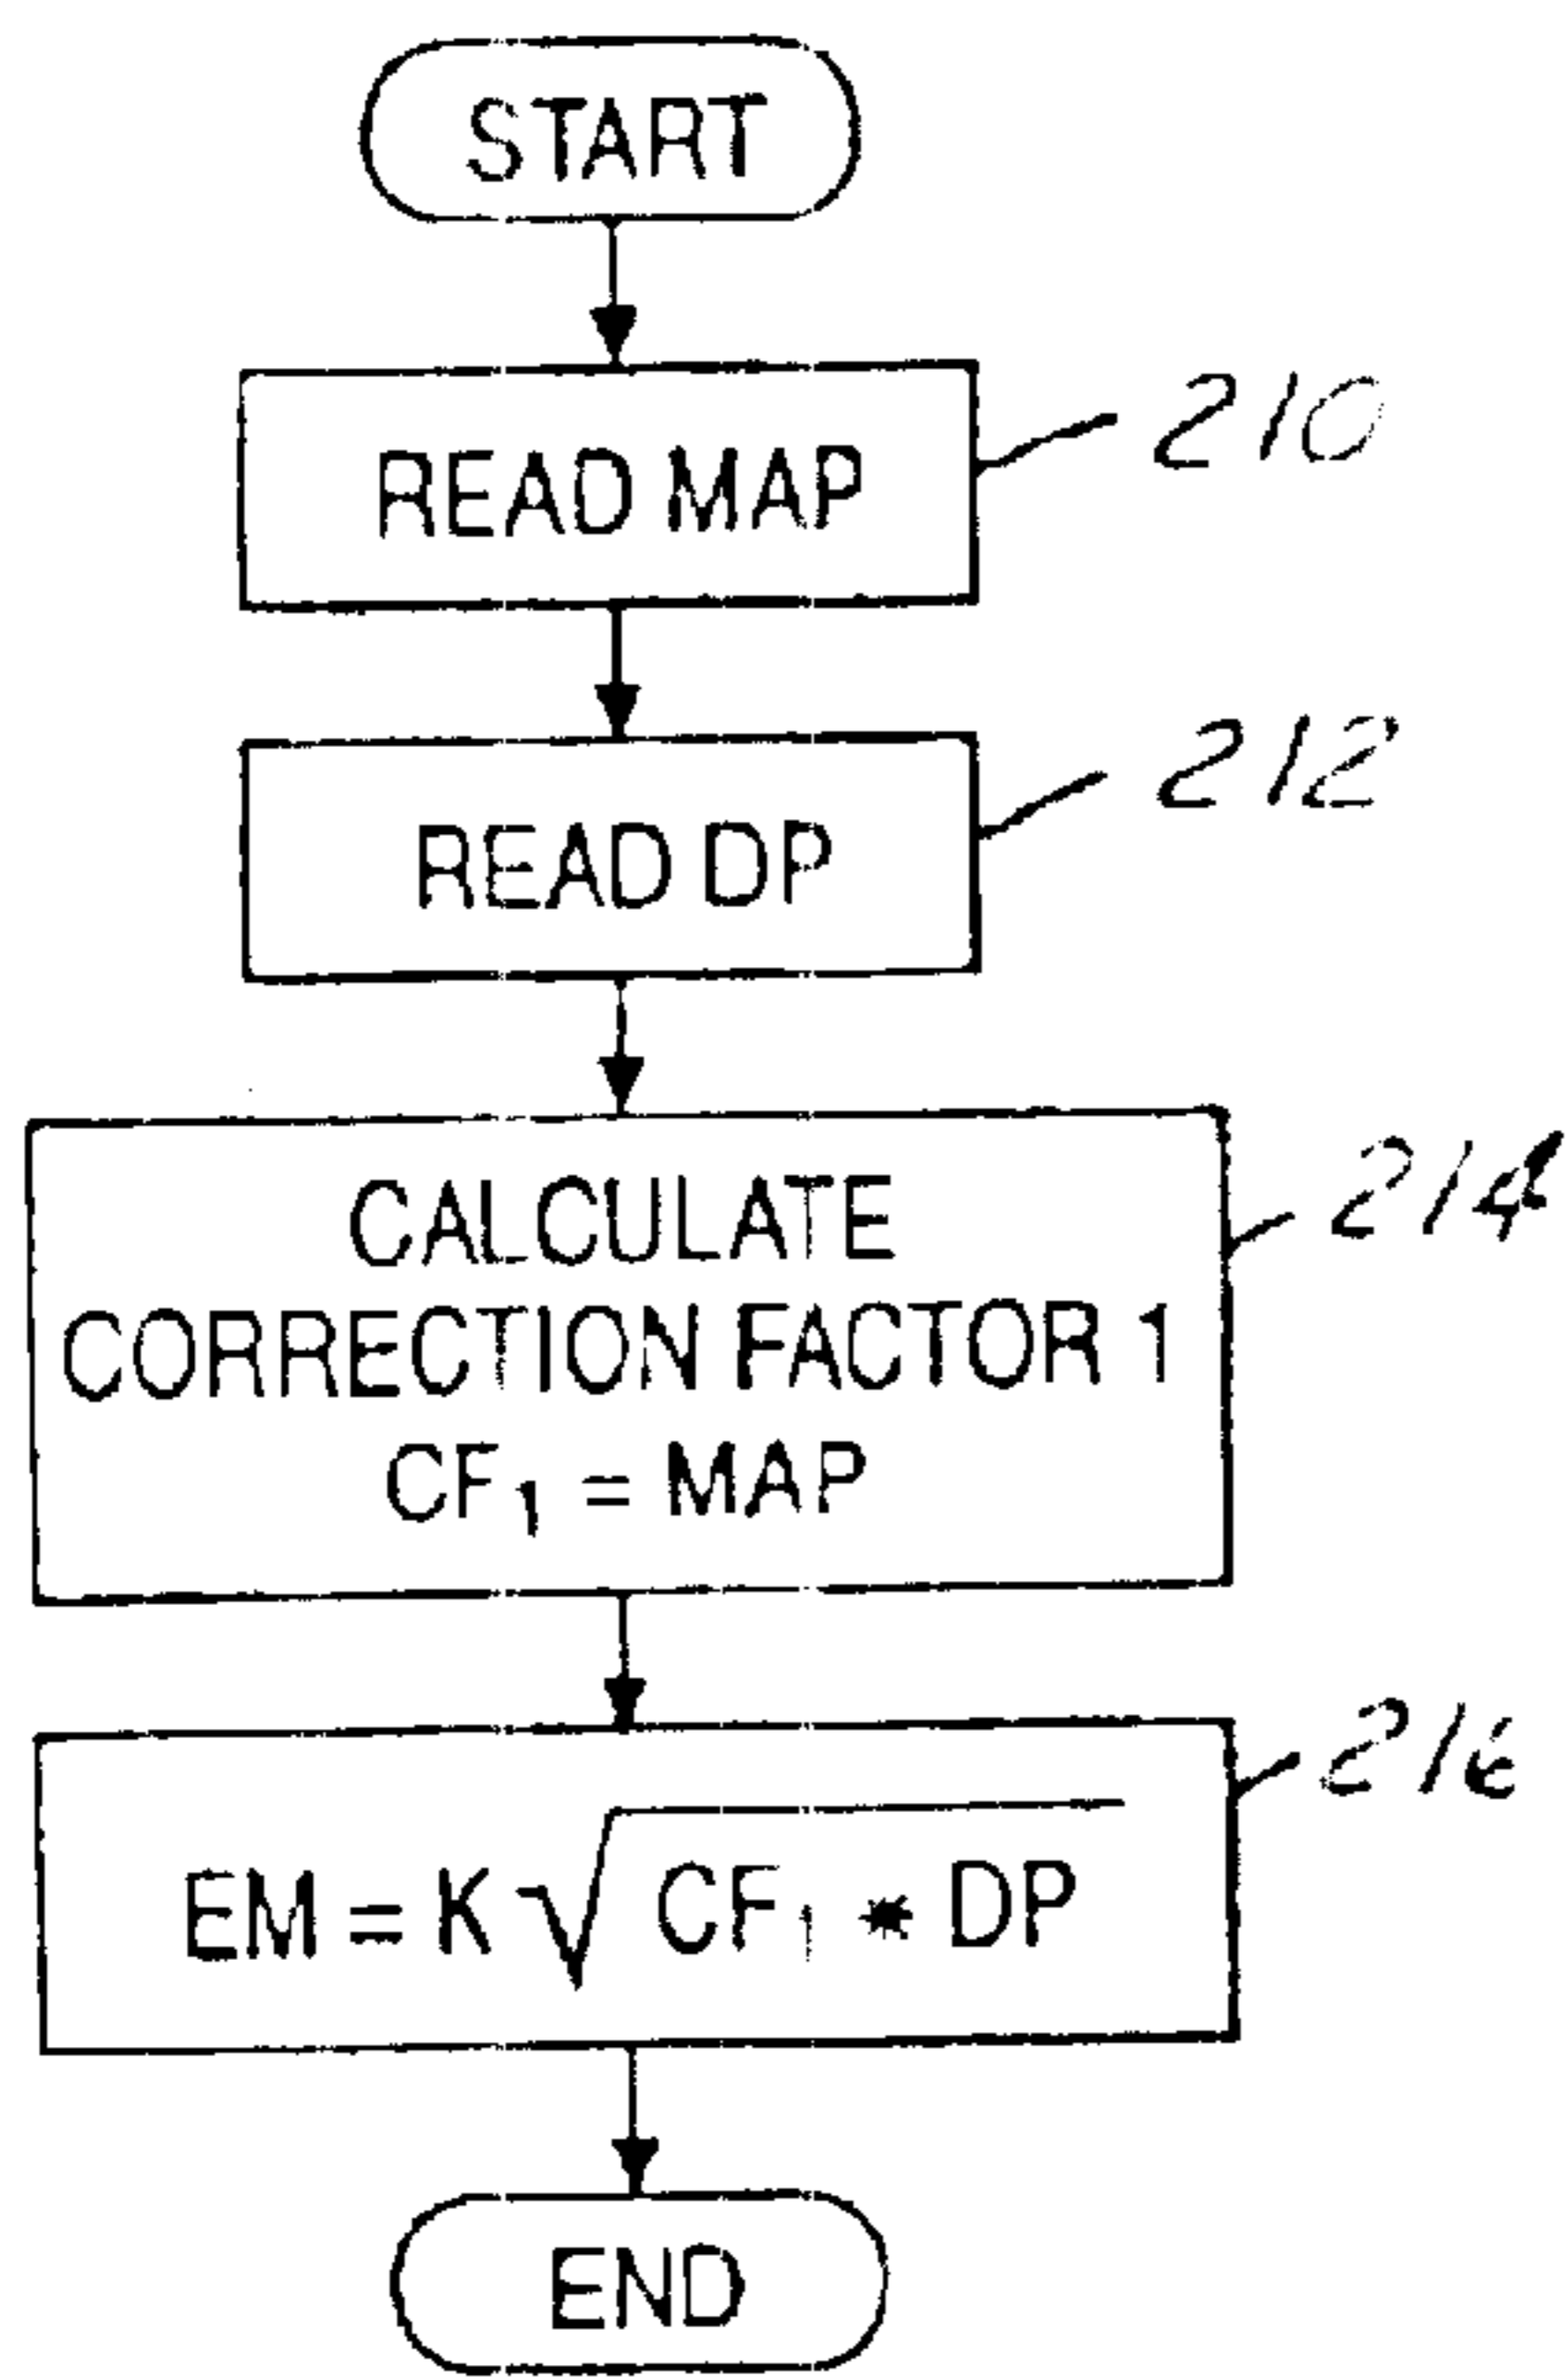 START
READ MAP
210
READ DP
212
CALCULATE
CORRECTION FACTOR 1
CF₁ = MAP
214
EM = K√CF₁ * DP
216
END